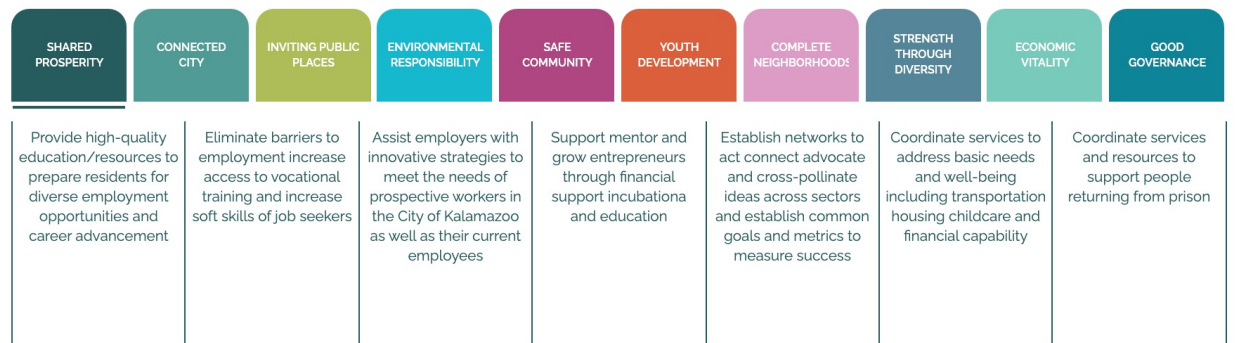 SHARED
PROSPERITY
CONNECTED
CITY
INVITING PUBLIC
PLACES
ENVIRONMENTAL
RESPONSIBILITY
SAFE
COMMUNITY
YOUTH
DEVELOPMENT
COMPLETE
NEIGHBORHOODS
STRENGTH
THROUGH
DIVERSITY
ECONOMIC
VITALITY
GOOD
GOVERNANCE
Provide high-quality
education/resources to
prepare residents for
diverse employment
opportunities and
career advancement
Eliminate barriers to
employment increase
access to vocational
training and increase
soft skills of job seekers
Assist employers with
innovative strategies to
meet the needs of
prospective workers in
the City of Kalamazoo
as well as their current
employees
Support mentor and
grow entrepreneurs
through financial
support incubationa
and education
Establish networks to
act connect advocate
and cross-pollinate
ideas across sectors
and establish common
goals and metrics to
measure success
Coordinate services to
address basic needs
and well-being
including transportation
housing childcare and
financial capability
Coordinate services
and resources to
support people
returning from prison